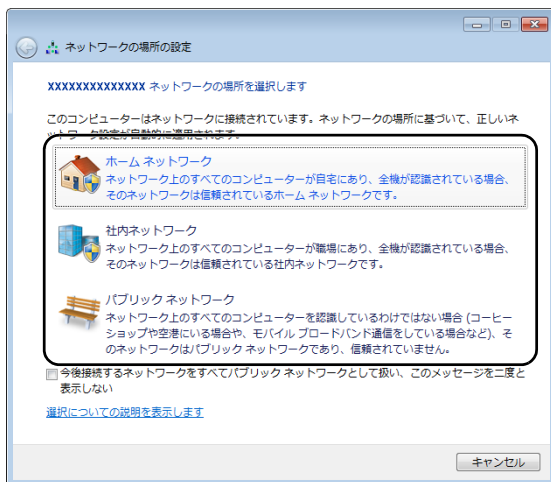 ネットワークの場所の設定
XXXXXXXXXXXXXX ネットワークの場所を選択します
このコンピューターはネットワークに接続されています。ネットワークの場所に基づいて、正しいネ
ットワーク設定が自動的に適用されます。
ホーム ネットワーク
ネットワーク上のすべてのコンピューターが自宅にあり、全機が認識されている場合、
そのネットワークは信頼されているホーム ネットワークです。
社内ネットワーク
ネットワーク上のすべてのコンピューターが職場にあり、全機が認識されている場合、
そのネットワークは信頼されている社内ネットワークです。
パブリック ネットワーク
ネットワーク上のすべてのコンピューターを認識しているわけではない場合 (コーヒー
ショップや空港にいる場合や、モバイル ブロードバンド通信をしている場合など)、そ
のネットワークはパブリック ネットワークであり、信頼されていません。
今後接続するネットワークをすべてパブリック ネットワークとして扱い、このメッセージを二度と
表示しない
選択についての説明を表示します
キャンセル